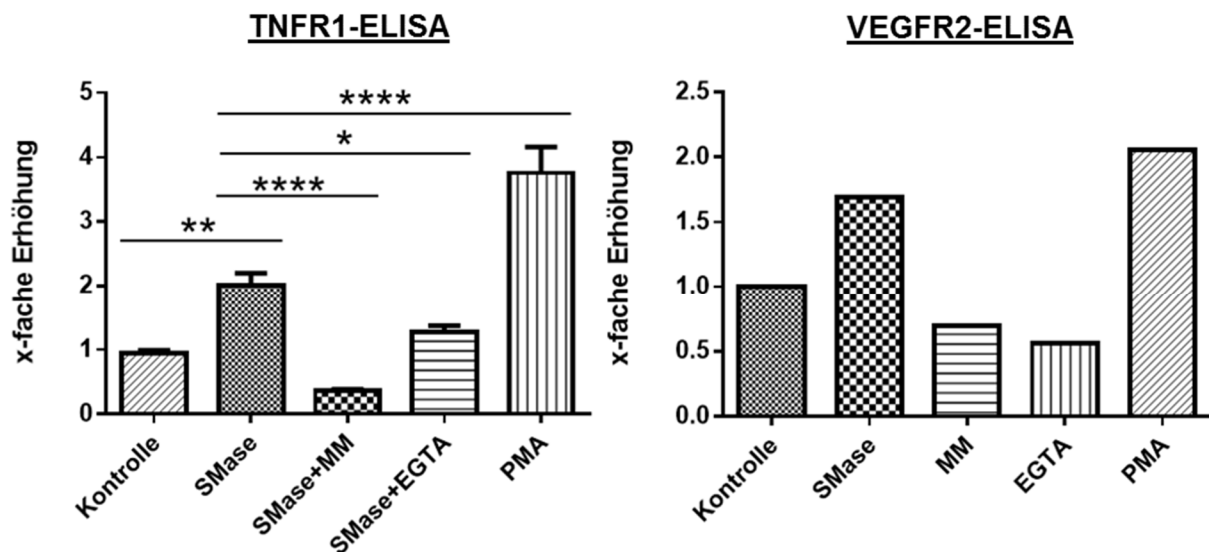 TNFR1-ELISA
x-fache Erhöhung
5
4
3
2
1
0
****
*
****
**
Kontrolle
SMase
SMase+MM
SMase+EGTA
PMA
VEGFR2-ELISA
x-fache Erhöhung
2.5
2.0
1.5
1.0
0.5
0.0
Kontrolle
SMase
MM
EGTA
PMA